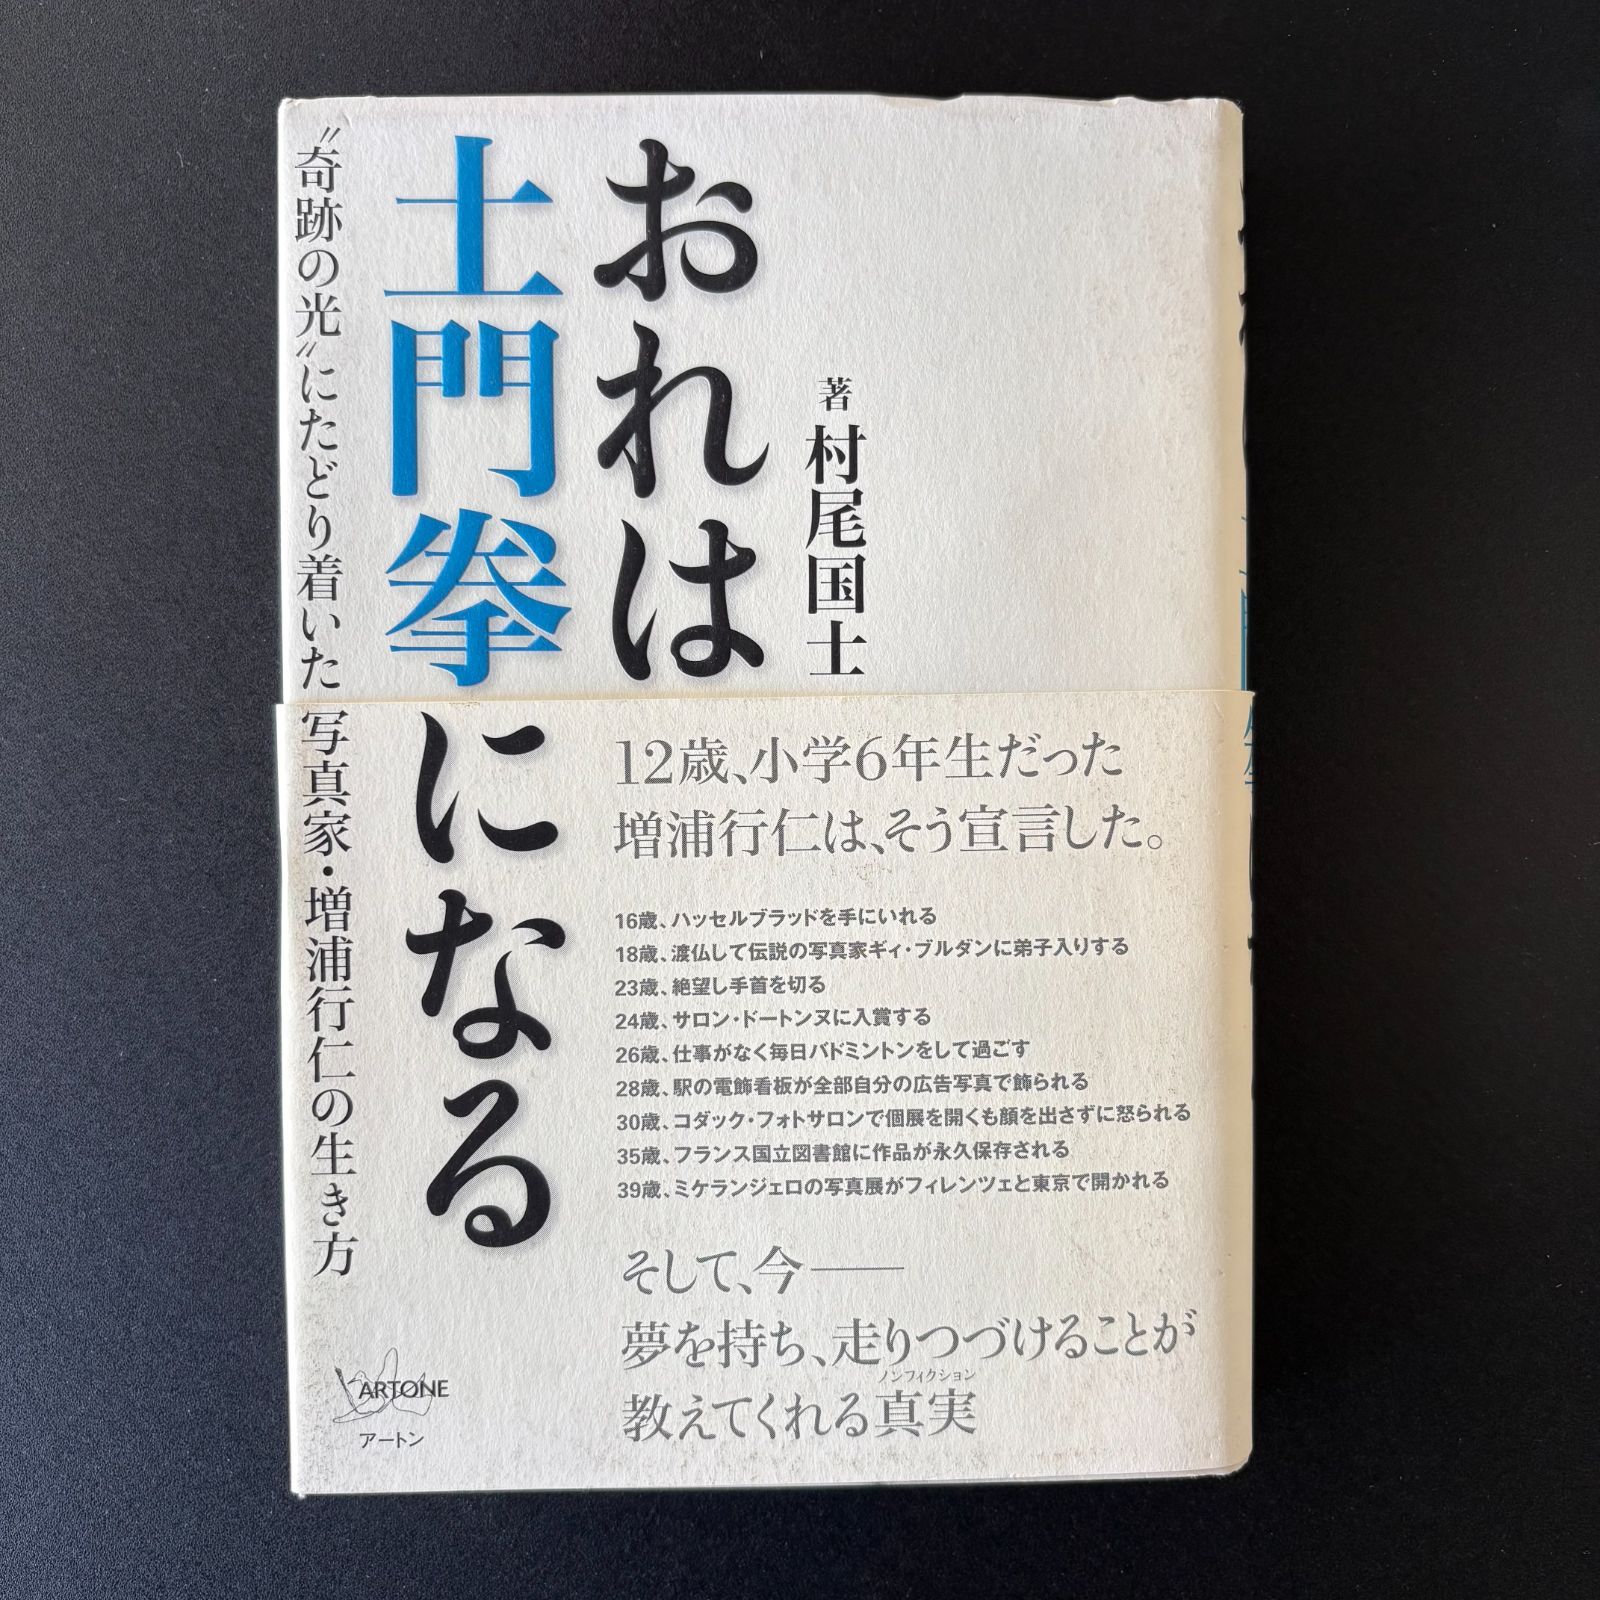 著 村尾国士
おれは
土門拳になる
〝奇跡の光〟にたどり着いた 写真家・増浦行仁の生き方
12歳、小学6年生だった
増浦行仁は、そう宣言した。
16歳、ハッセルブラッドを手にいれる
18歳、渡仏して伝説の写真家ギィ・ブルダンに弟子入りする
23歳、絶望し手首を切る
24歳、サロン・ドートンヌに入賞する
26歳、仕事がなく毎日バドミントンをして過ごす
28歳、駅の電飾看板が全部自分の広告写真で飾られる
30歳、コダック・フォトサロンで個展を開くも顔を出さずに怒られる
35歳、フランス国立図書館に作品が永久保存される
39歳、ミケランジェロの写真展がフィレンツェと東京で開かれる
そして、今――
夢を持ち、走りつづけることが
ノンフィクション
教えてくれる真実
ARTONE
アートン